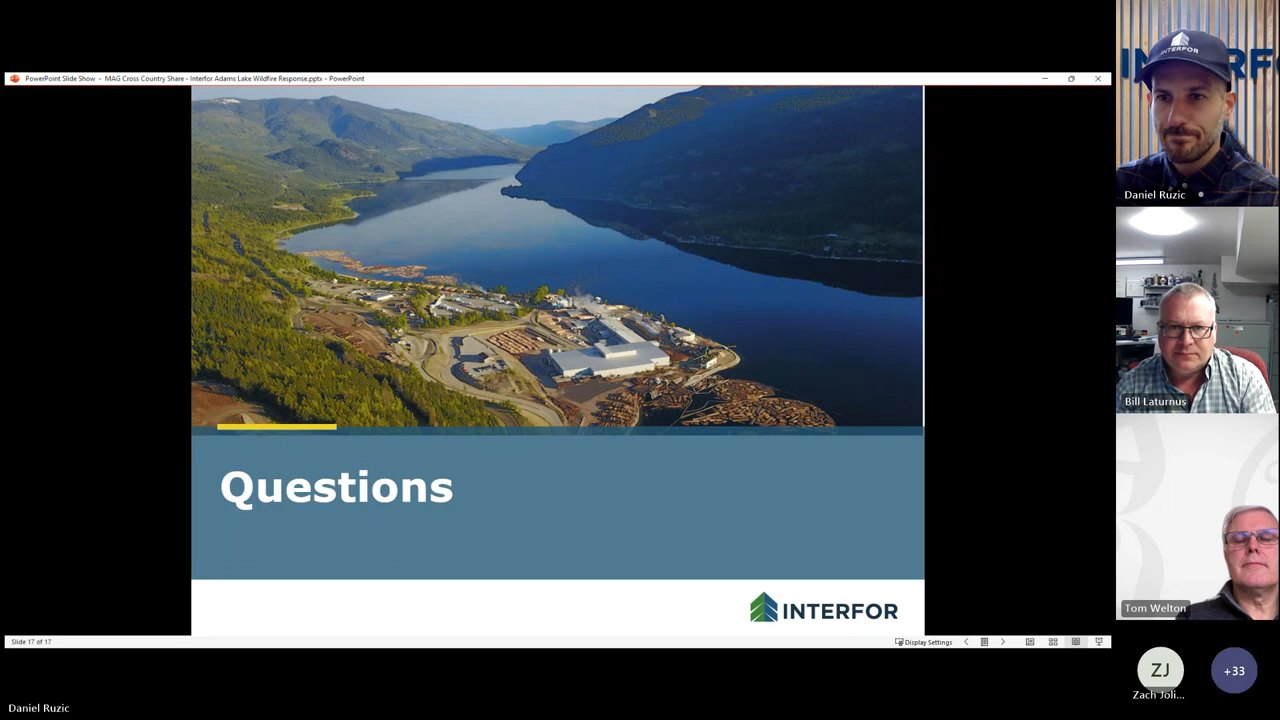 PowerPoint Slide Show - MAG Cross Country Share - Interfor Adams Lake Wildfire Response.pptx - PowerPoint
Questions
INTERFOR
Slide 17 of 17
Display Settings
INTERFOR
Daniel Ruzic
Bill Laturnus
Tom Welton
ZJ
+33
Zach Joli...
Daniel Ruzic